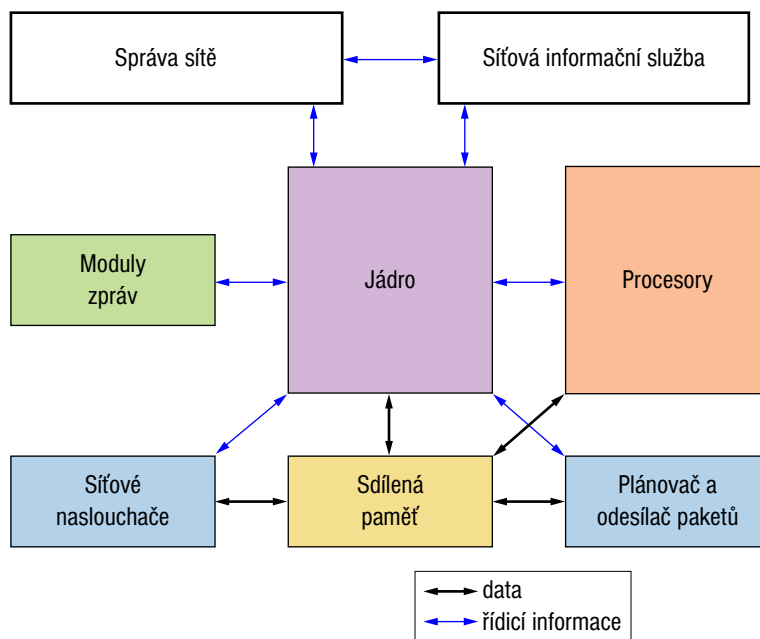 Správa sítě
Síťová informační služba
Moduly
zpráv
Jádro
Procesory
Síťové
naslouchače
Sdílená
paměť
Plánovač a
odesílač paketů
data
řídicí informace